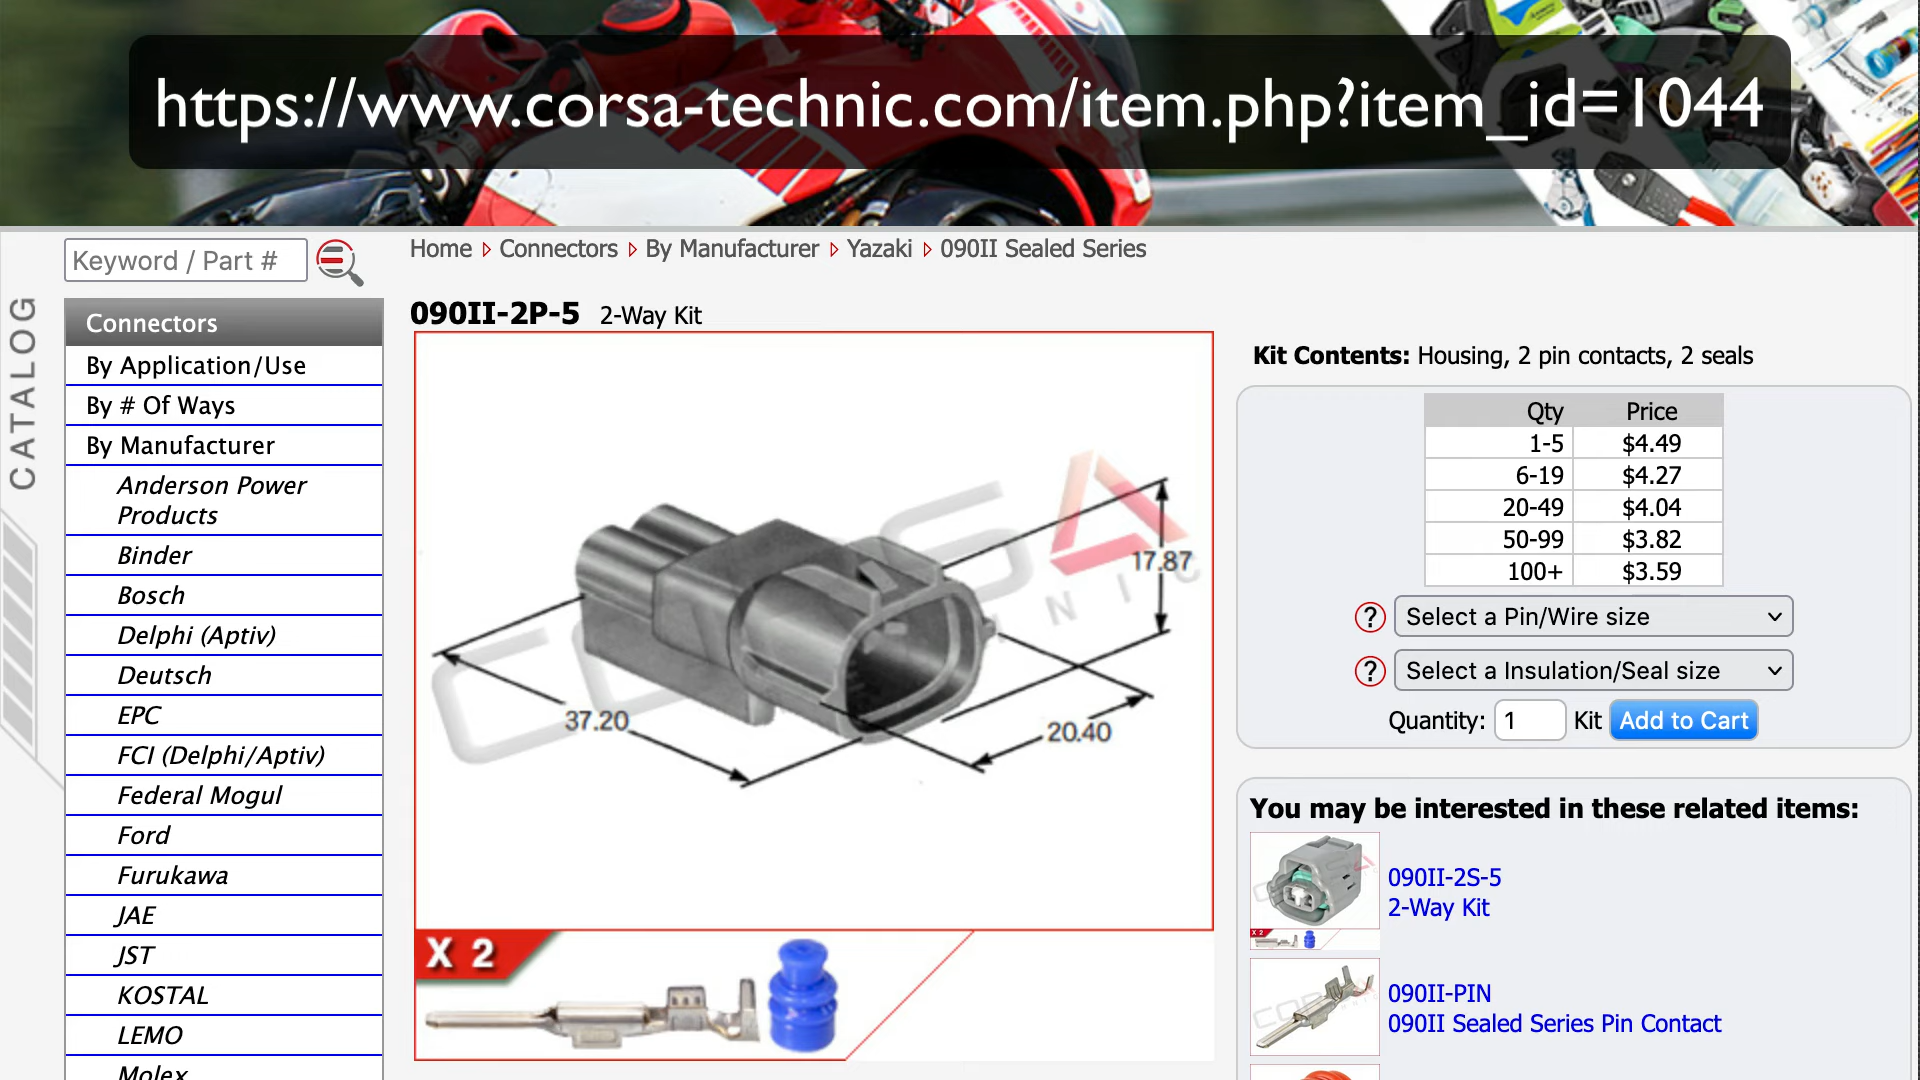 https://www.corsa-technic.com/item.php?item_id=1044
Keyword / Part #
Home Connectors By Manufacturer Yazaki 090II Sealed Series
CATALOG
Connectors
By Application/Use
By # Of Ways
By Manufacturer
Anderson Power
Products
Binder
Bosch
Delphi (Aptiv)
Deutsch
EPC
FCI (Delphi/Aptiv)
Federal Mogul
Ford
Furukawa
JAE
JST
KOSTAL
LEMO
Molex
090II-2P-5 2-Way Kit
17.87
37.20
20.40
X 2
Kit Contents: Housing, 2 pin contacts, 2 seals
Qty Price
1-5 $4.49
6-19 $4.27
20-49 $4.04
50-99 $3.82
100+ $3.59
? Select a Pin/Wire size
? Select a Insulation/Seal size
Quantity: 1 Kit Add to Cart
You may be interested in these related items:
090II-2S-5
2-Way Kit
X 2
090II-PIN
090II Sealed Series Pin Contact